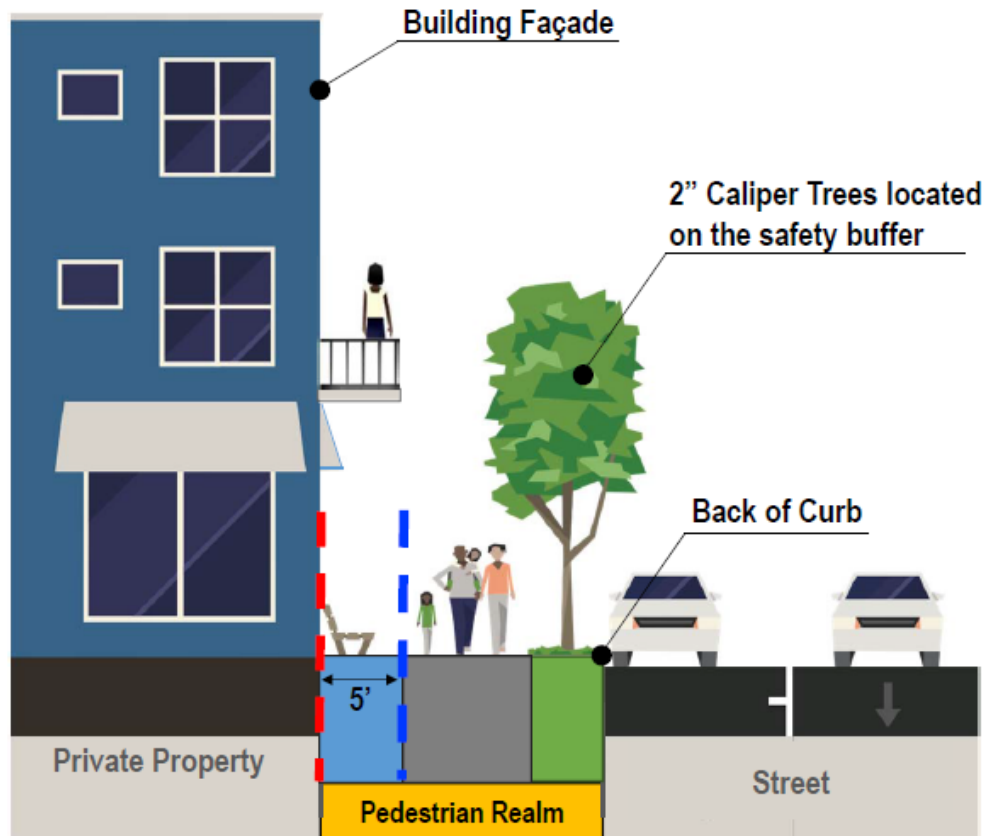 Building Façade
2” Caliper Trees located
on the safety buffer
Back of Curb
5’
Private Property
Street
Pedestrian Realm